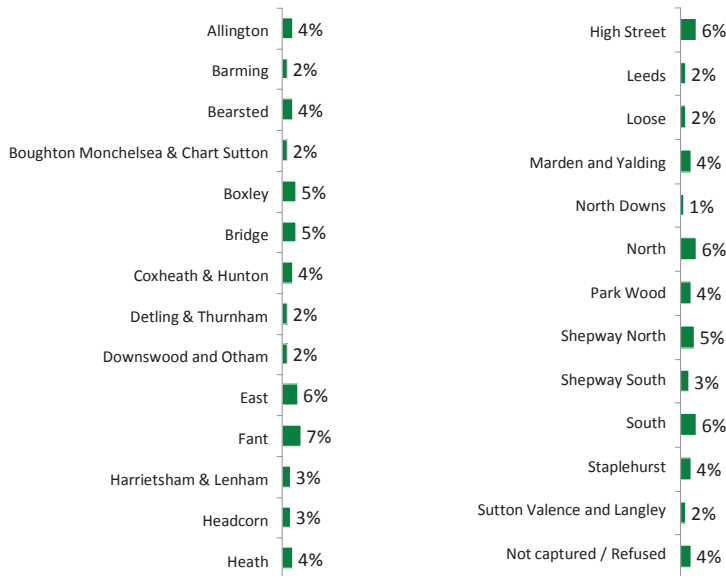 Allington 4%
Barming 2%
Bearsted 4%
Boughton Monchelsea & Chart Sutton 2%
Boxley 5%
Bridge 5%
Coxheath & Hunton 4%
Detling & Thurnham 2%
Downswood and Otham 2%
East 6%
Fant 7%
Harrietsham & Lenham 3%
Headcorn 3%
Heath 4%
High Street 6%
Leeds 2%
Loose 2%
Marden and Yalding 4%
North Downs 1%
North 6%
Park Wood 4%
Shepway North 5%
Shepway South 3%
South 6%
Staplehurst 4%
Sutton Valence and Langley 2%
Not captured / Refused 4%